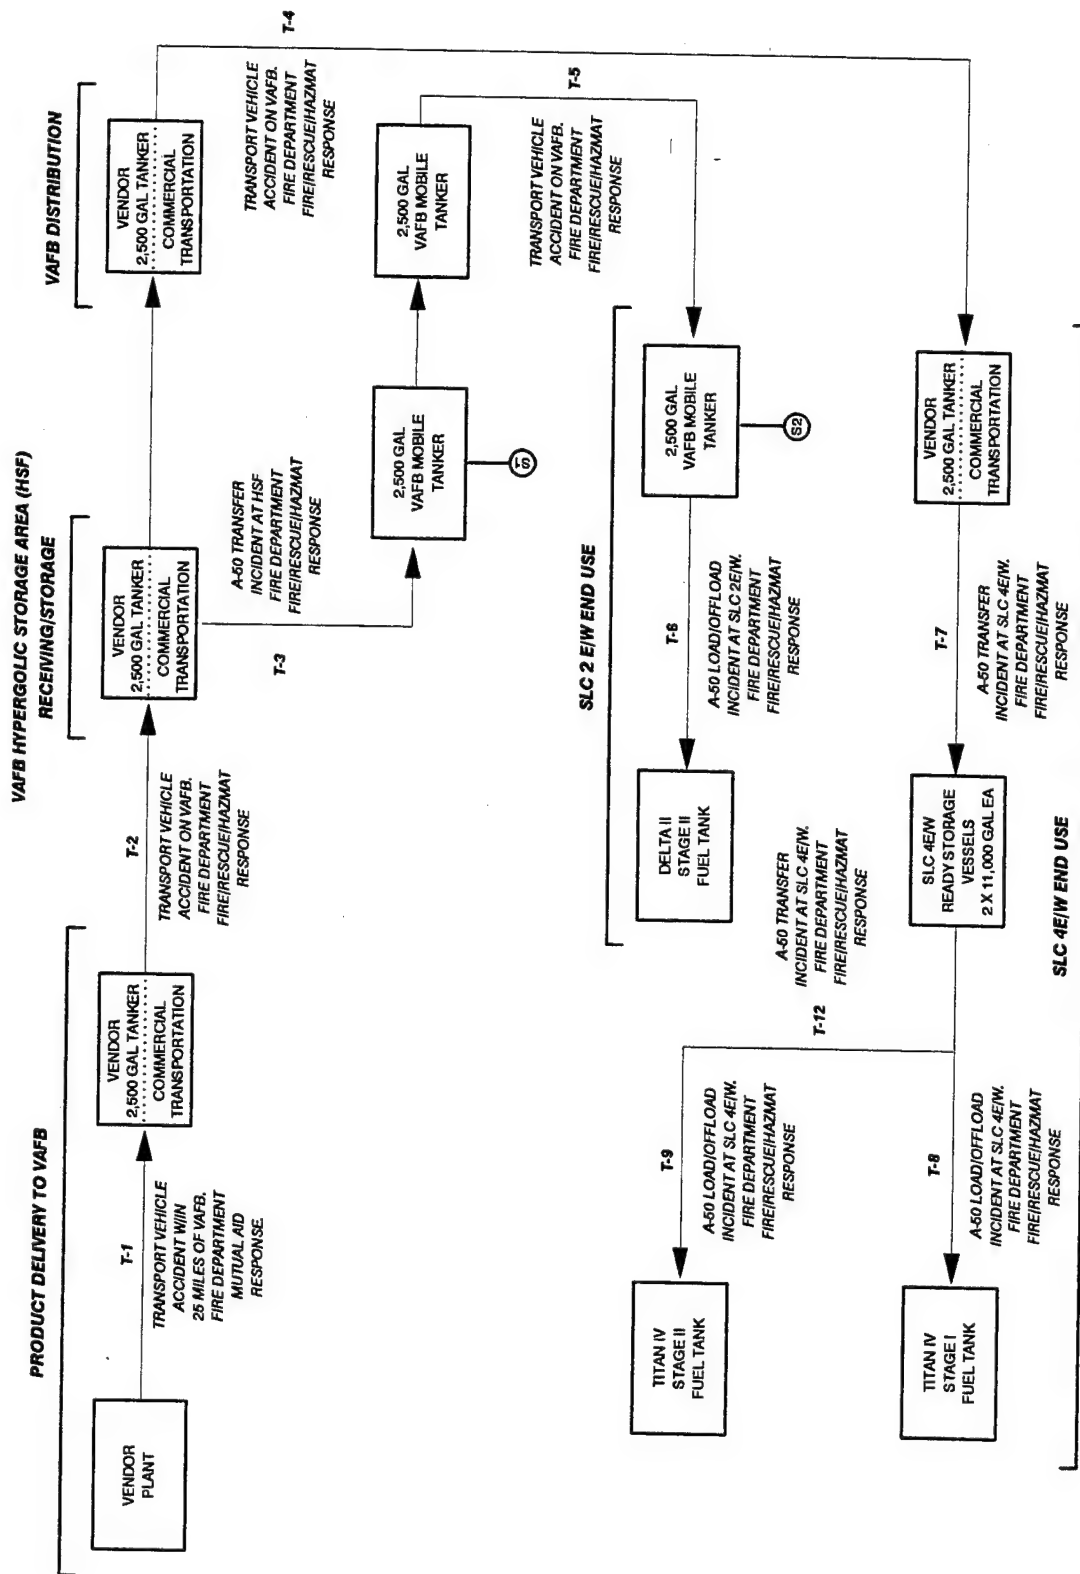 PRODUCT DELIVERY TO VAFB
VENDOR
PLANT
T-1
TRANSPORT VEHICLE
ACCIDENT W/IN
25 MILES OF VAFB.
FIRE DEPARTMENT
MUTUAL AID
RESPONSE.
VENDOR
2,500 GAL TANKER
COMMERCIAL
TRANSPORTATION
T-2
TRANSPORT VEHICLE
ACCIDENT ON VAFB.
FIRE DEPARTMENT
FIRE/RESCUE/HAZMAT
RESPONSE
VAFB HYPERGOLIC STORAGE AREA (HSF)
RECEIVING/STORAGE
VENDOR
2,500 GAL TANKER
COMMERCIAL
TRANSPORTATION
T-3
A-50 TRANSFER
INCIDENT AT HSF
FIRE DEPARTMENT
FIRE/RESCUE/HAZMAT
RESPONSE
2,500 GAL
VAFB MOBILE
TANKER
S1
VAFB DISTRIBUTION
VENDOR
2,500 GAL TANKER
COMMERCIAL
TRANSPORTATION
T-4
TRANSPORT VEHICLE
ACCIDENT ON VAFB.
FIRE DEPARTMENT
FIRE/RESCUE/HAZMAT
RESPONSE
2,500 GAL
VAFB MOBILE
TANKER
T-5
TRANSPORT VEHICLE
ACCIDENT ON VAFB.
FIRE DEPARTMENT
FIRE/RESCUE/HAZMAT
RESPONSE
SLC 2 E/W END USE
DELTA II
STAGE II
FUEL TANK
T-6
A-50 LOAD/OFFLOAD
INCIDENT AT SLC 2E/W.
FIRE DEPARTMENT
FIRE/RESCUE/HAZMAT
RESPONSE
2,500 GAL
VAFB MOBILE
TANKER
S2
TITAN IV
STAGE II
FUEL TANK
T-9
A-50 LOAD/OFFLOAD
INCIDENT AT SLC 4E/W.
FIRE DEPARTMENT
FIRE/RESCUE/HAZMAT
RESPONSE
T-12
A-50 TRANSFER
INCIDENT AT SLC 4E/W.
FIRE DEPARTMENT
FIRE/RESCUE/HAZMAT
RESPONSE
TITAN IV
STAGE I
FUEL TANK
T-8
A-50 LOAD/OFFLOAD
INCIDENT AT SLC 4E/W.
FIRE DEPARTMENT
FIRE/RESCUE/HAZMAT
RESPONSE
SLC 4E/W
READY STORAGE
VESSELS
2 X 11,000 GAL EA
T-7
A-50 TRANSFER
INCIDENT AT SLC 4E/W.
FIRE DEPARTMENT
FIRE/RESCUE/HAZMAT
RESPONSE
VENDOR
2,500 GAL TANKER
COMMERCIAL
TRANSPORTATION
SLC 4E/W END USE